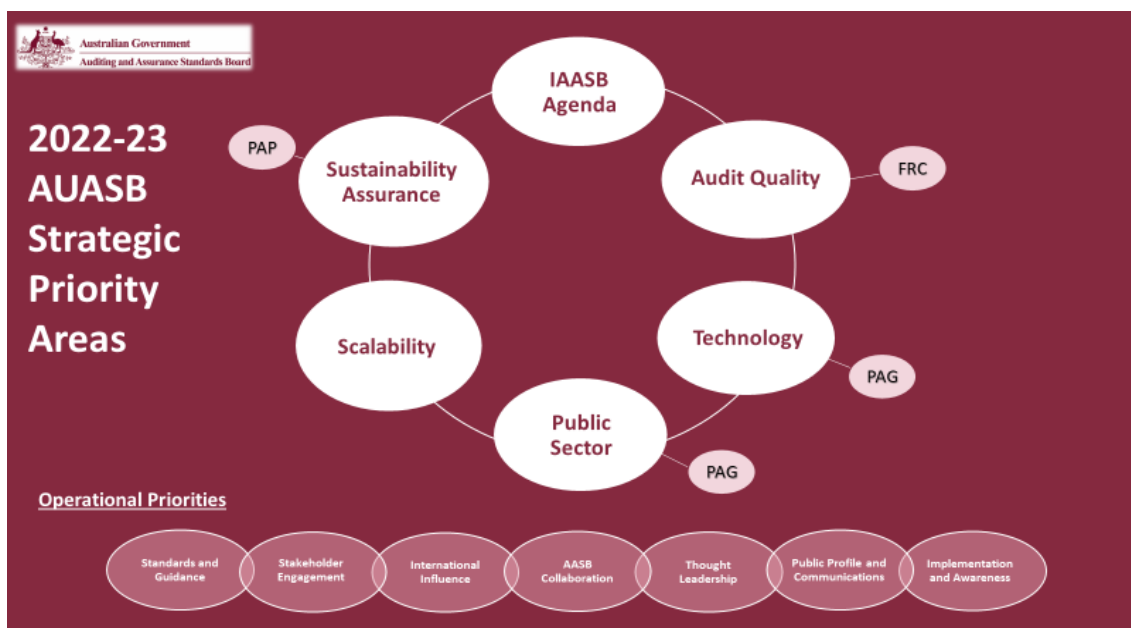 Australian Government
Auditing and Assurance Standards Board
2022-23
AUASB
Strategic
Priority
Areas
IAASB
Agenda
PAP
Sustainability
Assurance
Audit Quality
FRC
Scalability
Technology
PAG
Public
Sector
PAG
Operational Priorities
Standards and
Guidance
Stakeholder
Engagement
International
Influence
AASB
Collaboration
Thought
Leadership
Public Profile and
Communications
Implementation
and Awareness